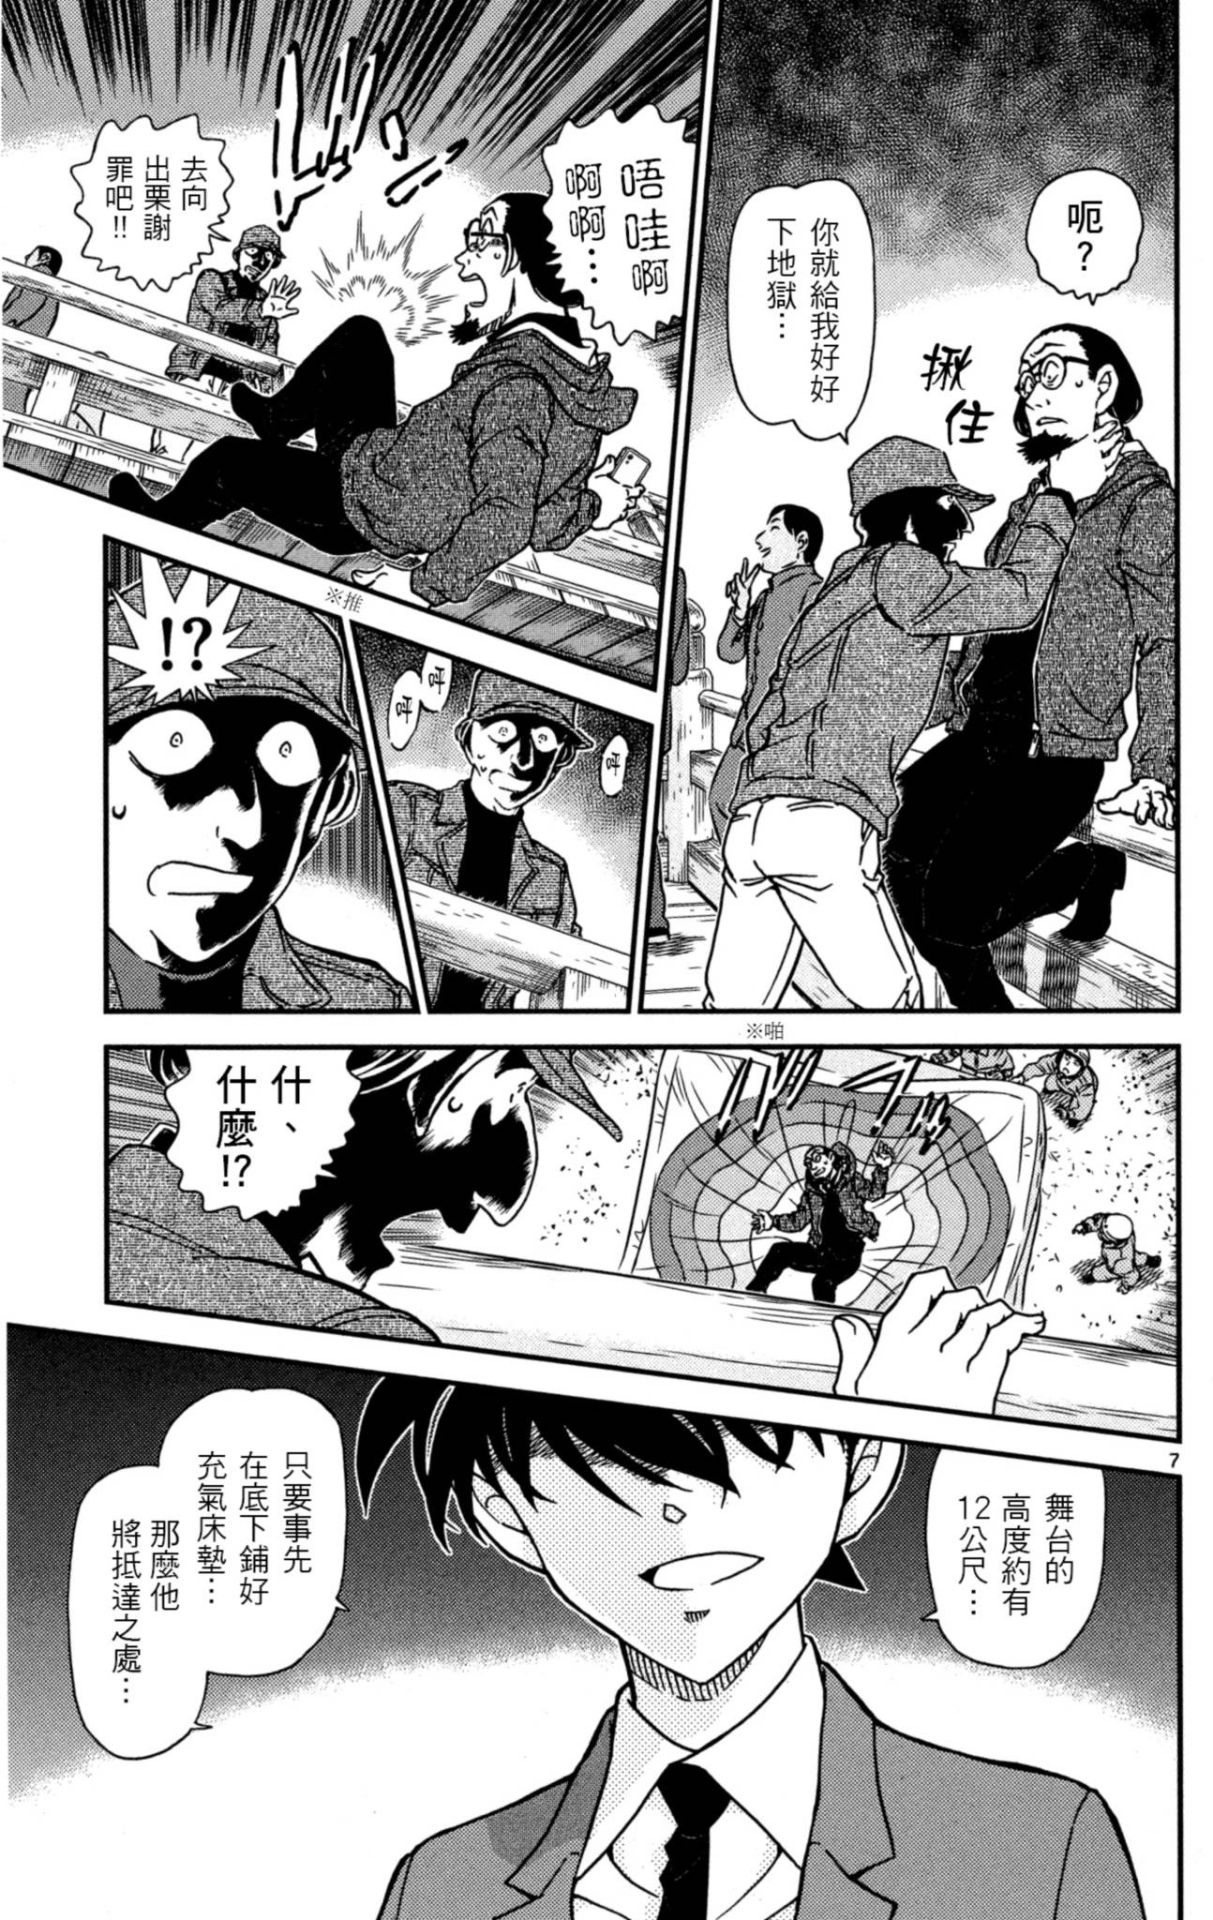 呃？
揪住
你就給我好好
下地獄…
唔哇啊
啊啊…
去向
出栗謝
罪吧!!
※推
呼
呼
呼
!?
※啪
什、
什麼!?
7
舞台的
高度約有
12公尺…
只要事先
在底下鋪好
充氣床墊…
那麼他
將抵達之處…